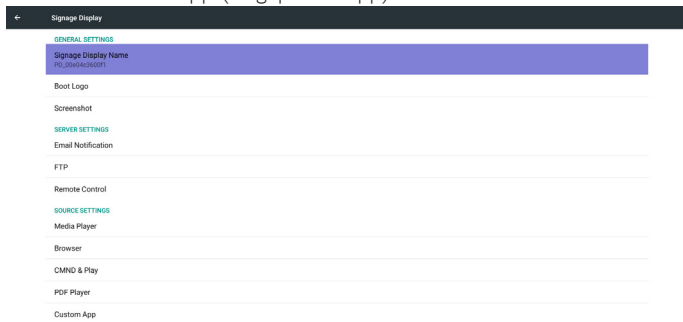 ← Signage Display
GENERAL SETTINGS
Signage Display Name
PD_00e04c3600f1
Boot Logo
Screenshot
SERVER SETTINGS
Email Notification
FTP
Remote Control
SOURCE SETTINGS
Media Player
Browser
CMND & Play
PDF Player
Custom App